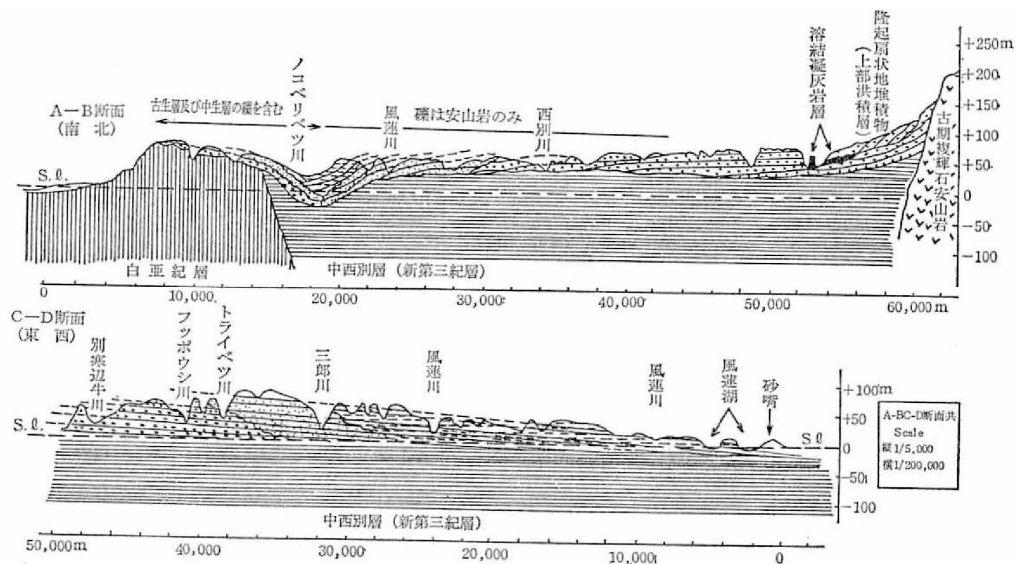 A—B断面
(南北)
古生層及び中生層の礫を含む
ノコベリベツ川
風蓮川
礫は安山岩のみ
西別川
溶結凝灰岩層
隆起扇状地堆積物
(上部洪積層)
古期複輝石安山岩
+250m
+200
+150
+100
+50
0
−50
−100
S.ℓ.
白亜紀層
中西別層(新第三紀層)
0
10,000
20,000
30,000
40,000
50,000
60,000m
C—D断面
(東西)
別寒辺牛川
フッポウシ川
トライベツ川
三郎川
風蓮川
風蓮川
風蓮湖
砂嘴
+100m
+50
0
−50
−100
S.ℓ.
Sℓ
A-BC-D断面共
Scale
縦1/5,000
横1/200,000
中西別層(新第三紀層)
50,000m
40,000
30,000
20,000
10,000
0